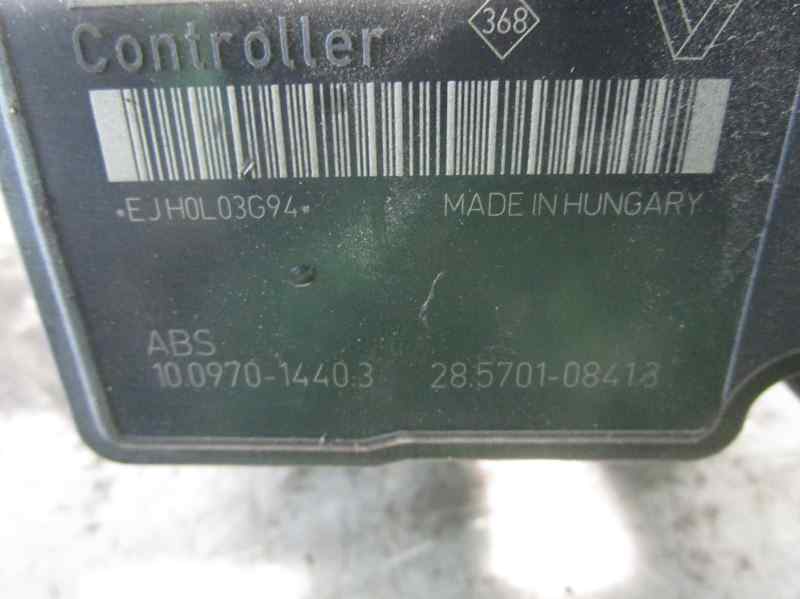 Controller
368
*EJH0L03G94*
MADE IN HUNGARY
ABS
10.0970-1440.3 28.5701-0841.3